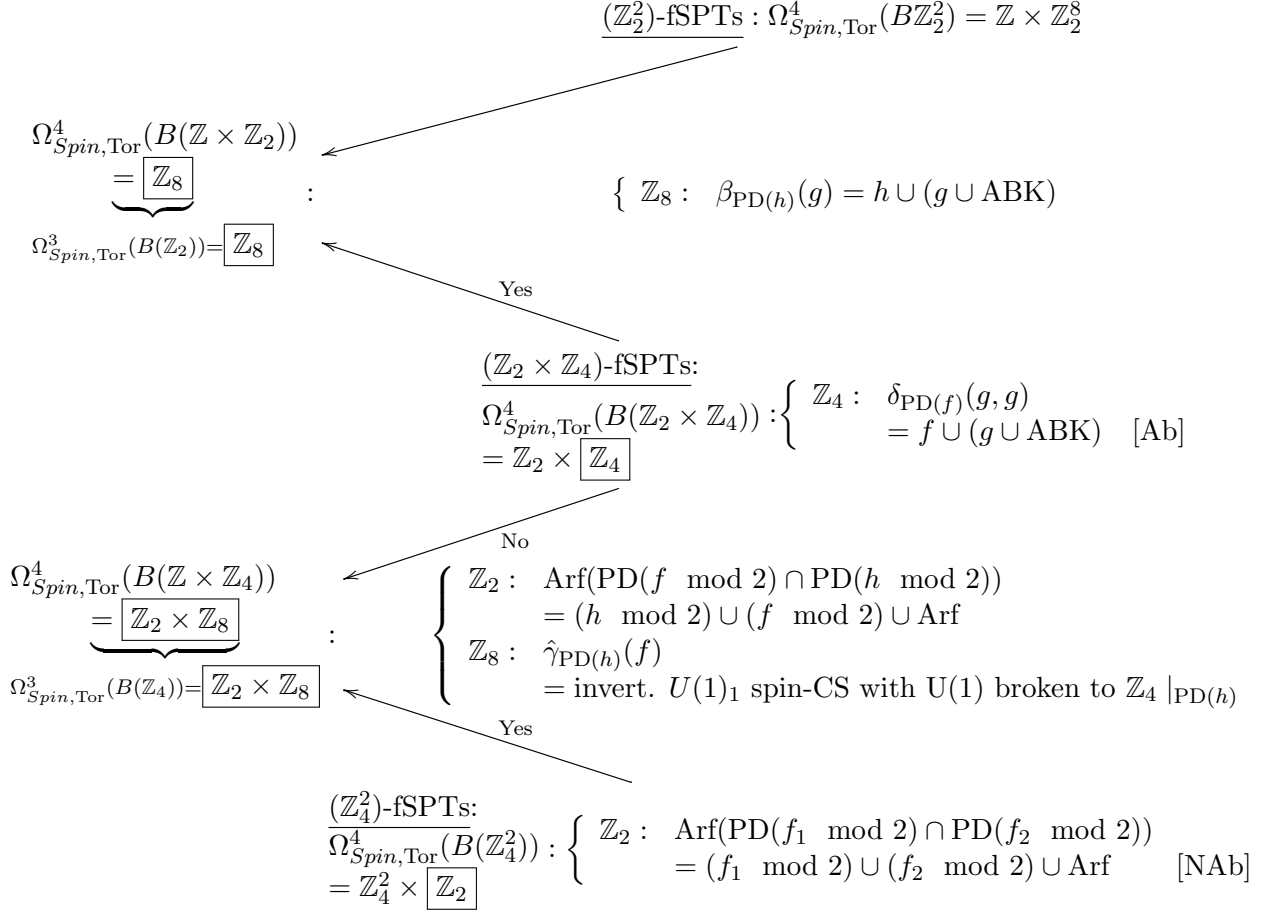 (ℤ₂²)-fSPTs : Ω⁴_{Spin,Tor}(Bℤ₂²) = ℤ × ℤ₂⁸
Ω⁴_{Spin,Tor}(B(ℤ × ℤ₂))
= ℤ₈ : { ℤ₈ : β_{PD(h)}(g) = h ∪ (g ∪ ABK)
Ω³_{Spin,Tor}(B(ℤ₂))=ℤ₈
Yes
(ℤ₂ × ℤ₄)-fSPTs:
Ω⁴_{Spin,Tor}(B(ℤ₂ × ℤ₄)) : { ℤ₄ : δ_{PD(f)}(g, g)
= f ∪ (g ∪ ABK) [Ab]
= ℤ₂ × ℤ₄
No
Ω⁴_{Spin,Tor}(B(ℤ × ℤ₄))
= ℤ₂ × ℤ₈ :
Ω³_{Spin,Tor}(B(ℤ₄))=ℤ₂ × ℤ₈
{ ℤ₂ : Arf(PD(f mod 2) ∩ PD(h mod 2))
= (h mod 2) ∪ (f mod 2) ∪ Arf
ℤ₈ : γ̂_{PD(h)}(f)
= invert. U(1)₁ spin-CS with U(1) broken to ℤ₄ |_{PD(h)}
Yes
(ℤ₄²)-fSPTs:
Ω⁴_{Spin,Tor}(B(ℤ₄²)) : { ℤ₂ : Arf(PD(f₁ mod 2) ∩ PD(f₂ mod 2))
= (f₁ mod 2) ∪ (f₂ mod 2) ∪ Arf [NAb]
= ℤ₄² × ℤ₂